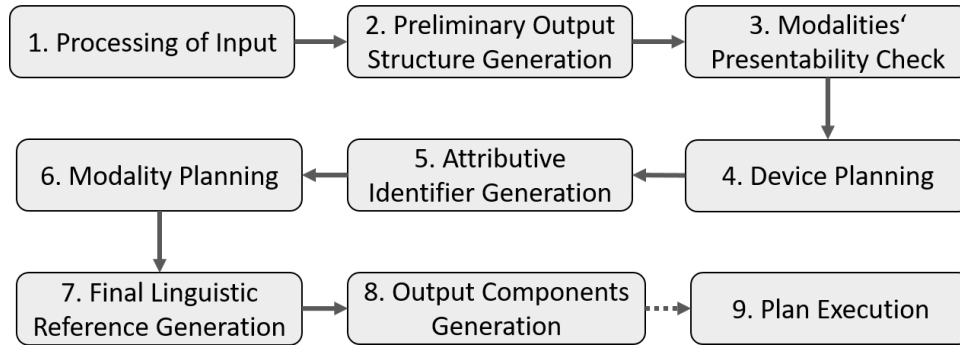 1. Processing of Input
2. Preliminary Output
Structure Generation
3. Modalities‘
Presentability Check
4. Device Planning
5. Attributive
Identifier Generation
6. Modality Planning
7. Final Linguistic
Reference Generation
8. Output Components
Generation
9. Plan Execution